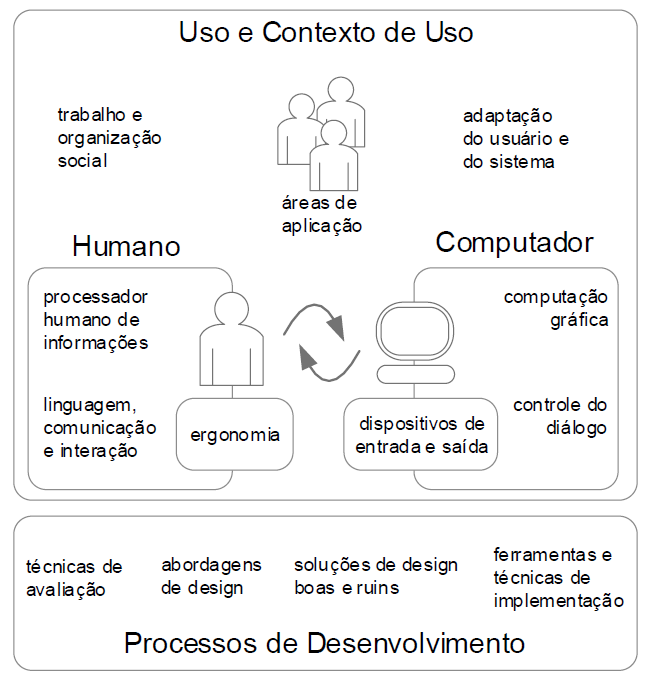 Uso e Contexto de Uso
trabalho e
organização
social
adaptação
do usuário e
do sistema
áreas de
aplicação
Humano
Computador
processador
humano de
informações
computação
gráfica
linguagem,
comunicação
e interação
ergonomia
dispositivos de
entrada e saída
controle do
diálogo
técnicas de
avaliação
abordagens
de design
soluções de design
boas e ruins
ferramentas e
técnicas de
implementação
Processos de Desenvolvimento